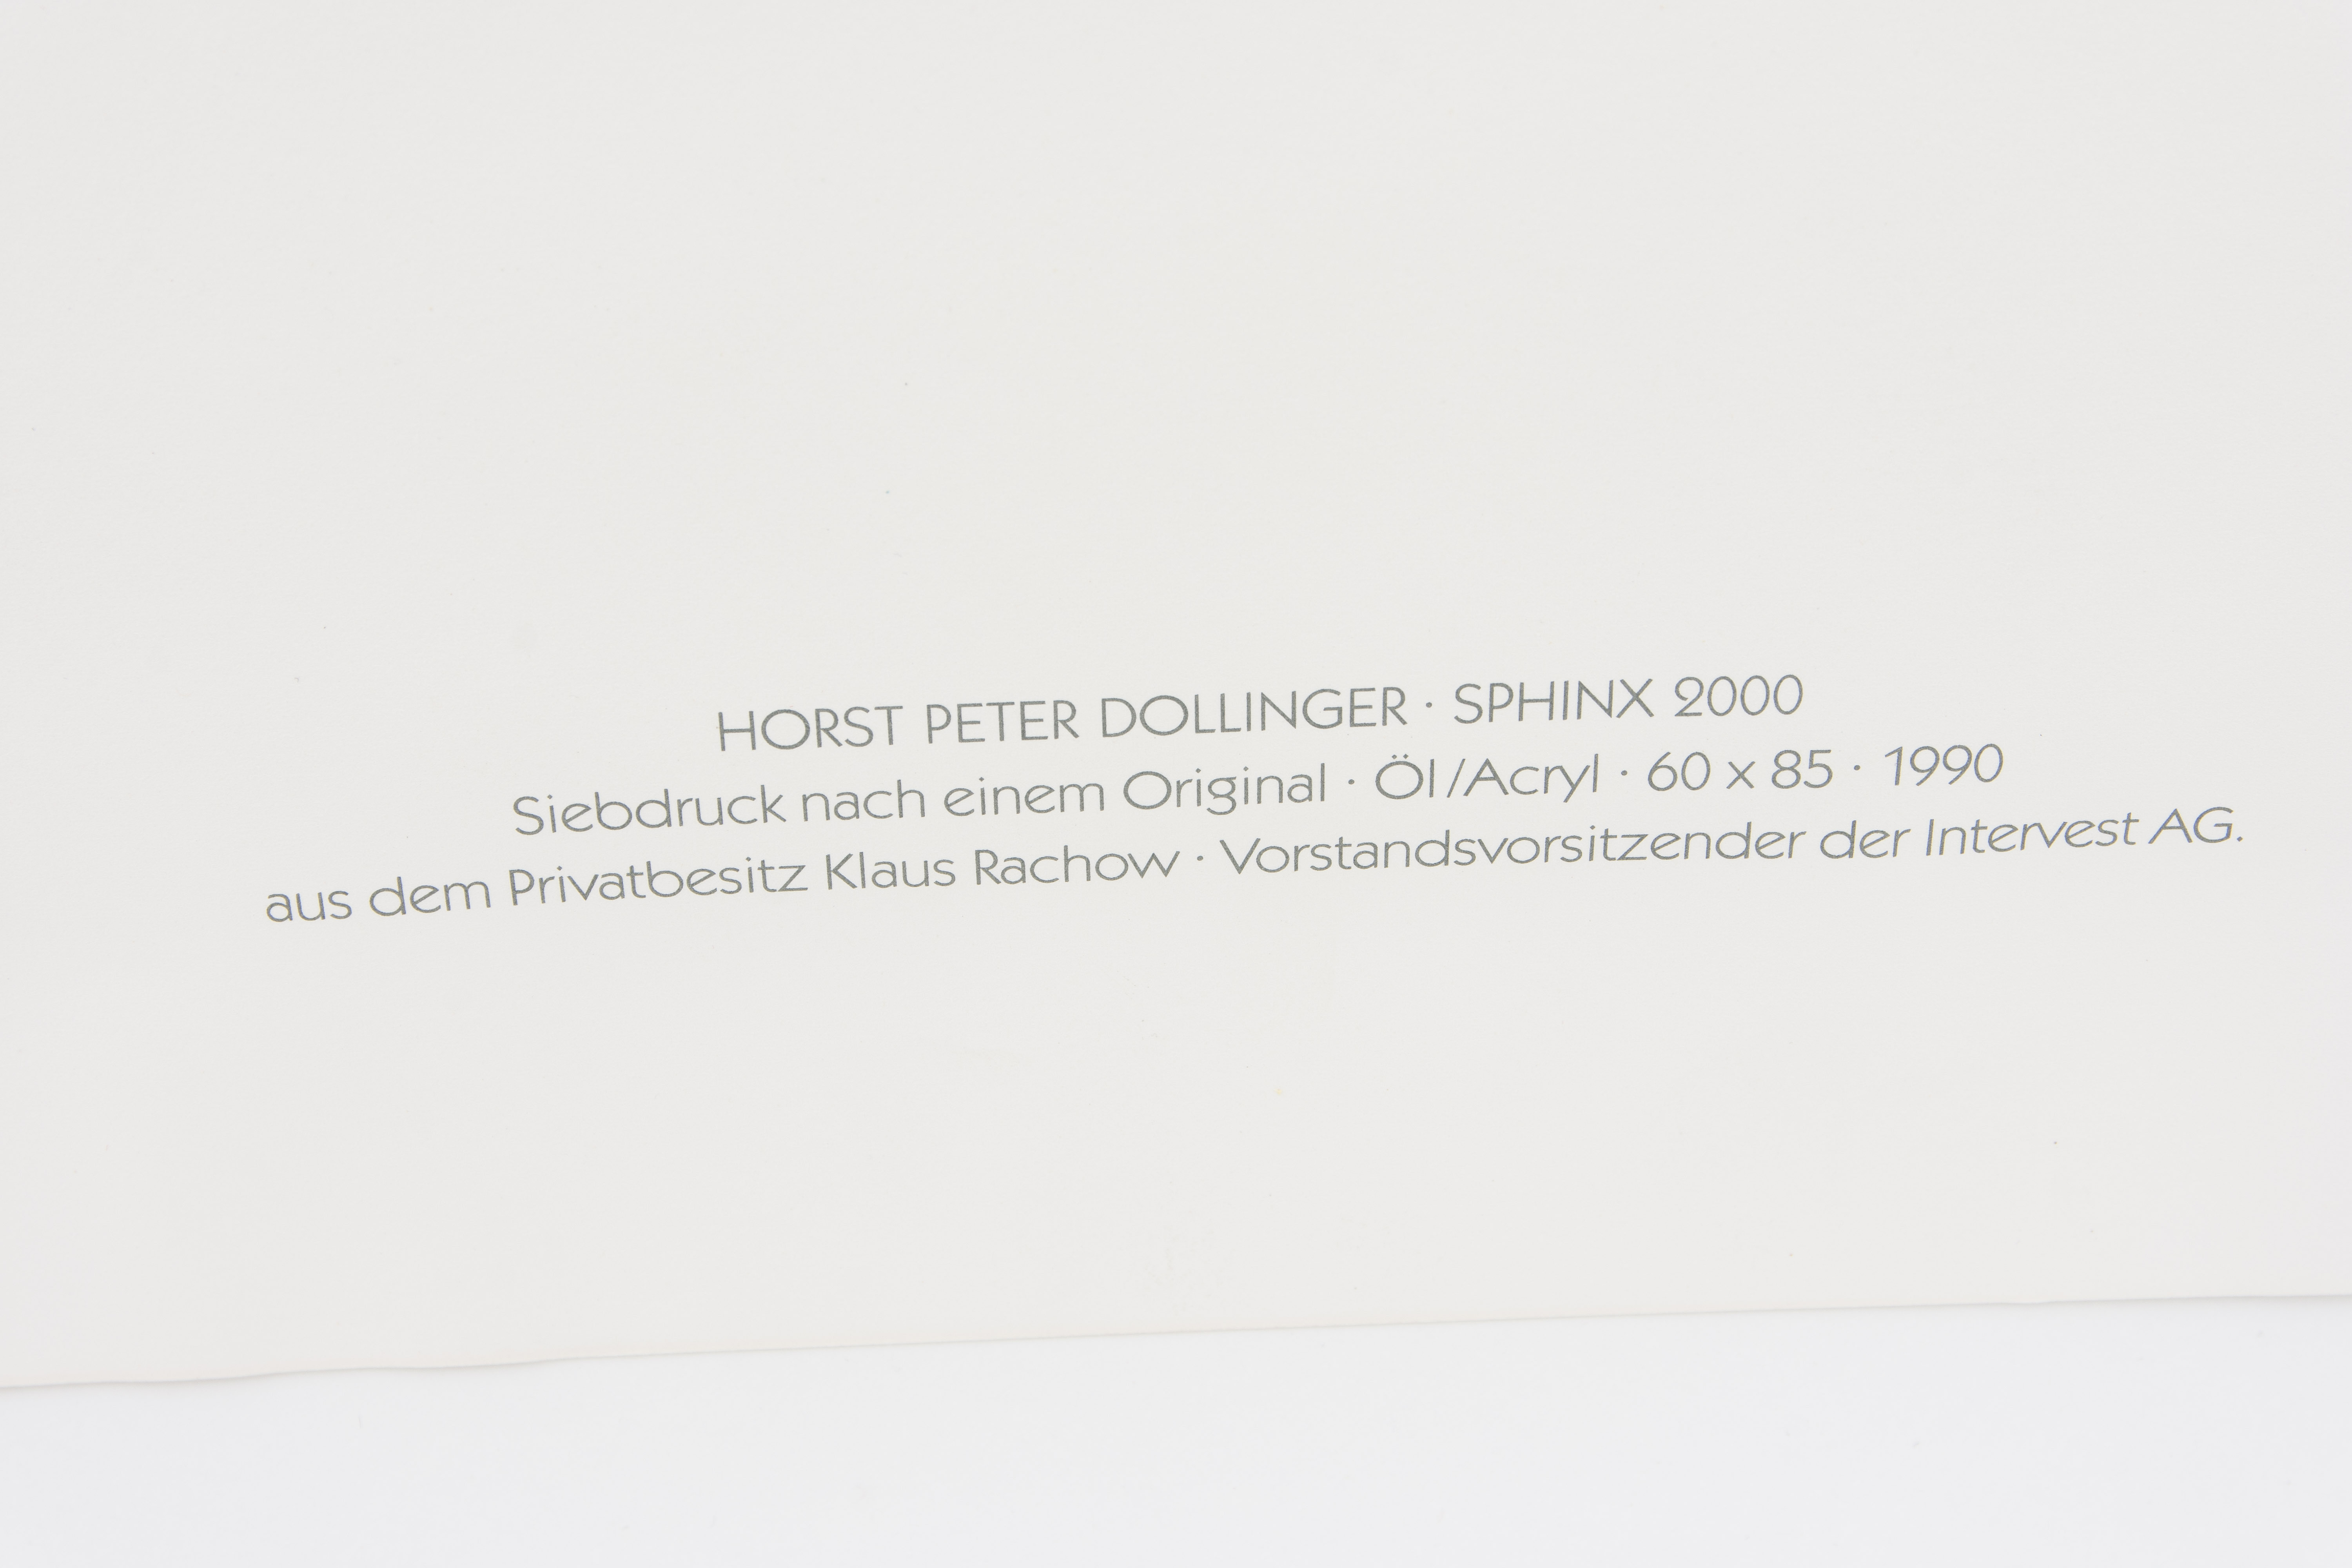 HORST PETER DOLLINGER · SPHINX 2000
Siebdruck nach einem Original · Öl/Acryl · 60 x 85 · 1990
aus dem Privatbesitz Klaus Rachow · Vorstandsvorsitzender der Intervest AG.